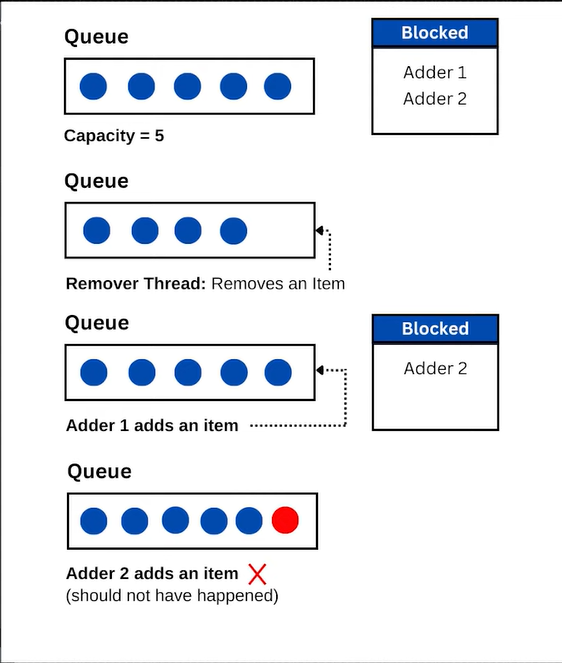 Queue
Blocked
Adder 1
Adder 2
Capacity = 5
Queue
Remover Thread: Removes an Item
Queue
Blocked
Adder 2
Adder 1 adds an item
Queue
Adder 2 adds an item
(should not have happened)